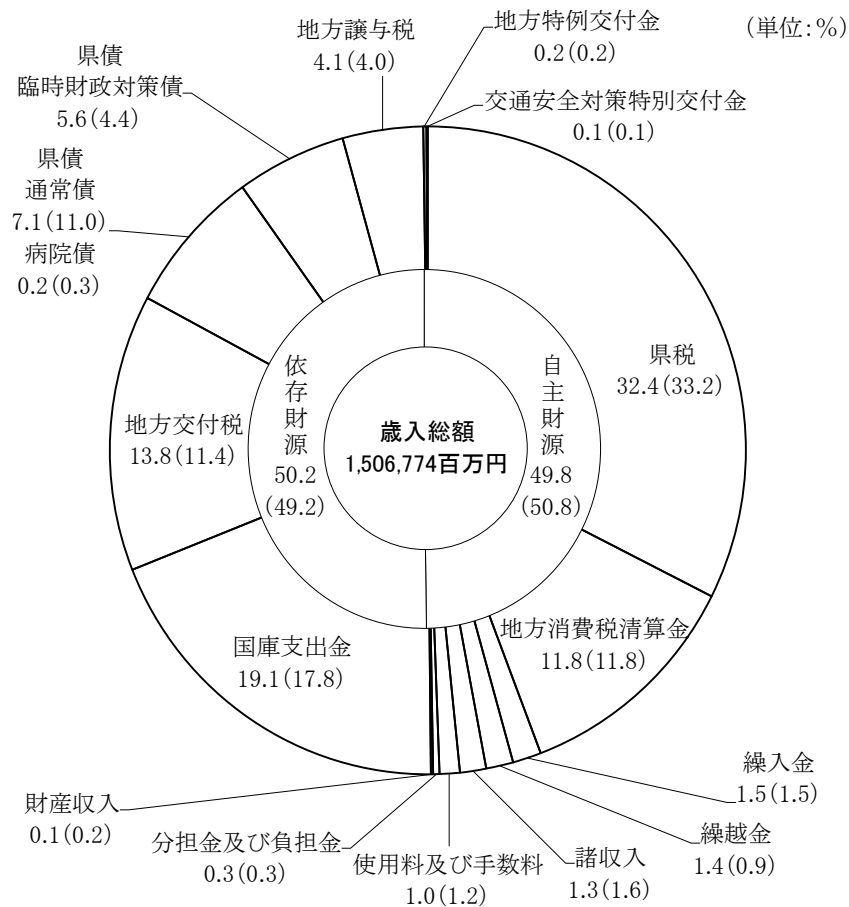 (単位:%)
地方特例交付金
0.2(0.2)
交通安全対策特別交付金
0.1(0.1)
地方譲与税
4.1(4.0)
県債
臨時財政対策債
5.6(4.4)
県債
通常債
7.1(11.0)
病院債
0.2(0.3)
地方交付税
13.8(11.4)
国庫支出金
19.1(17.8)
依存財源
50.2
(49.2)
歳入総額
1,506,774百万円
自主財源
49.8
(50.8)
県税
32.4(33.2)
地方消費税清算金
11.8(11.8)
繰入金
1.5(1.5)
繰越金
1.4(0.9)
諸収入
1.3(1.6)
使用料及び手数料
1.0(1.2)
分担金及び負担金
0.3(0.3)
財産収入
0.1(0.2)